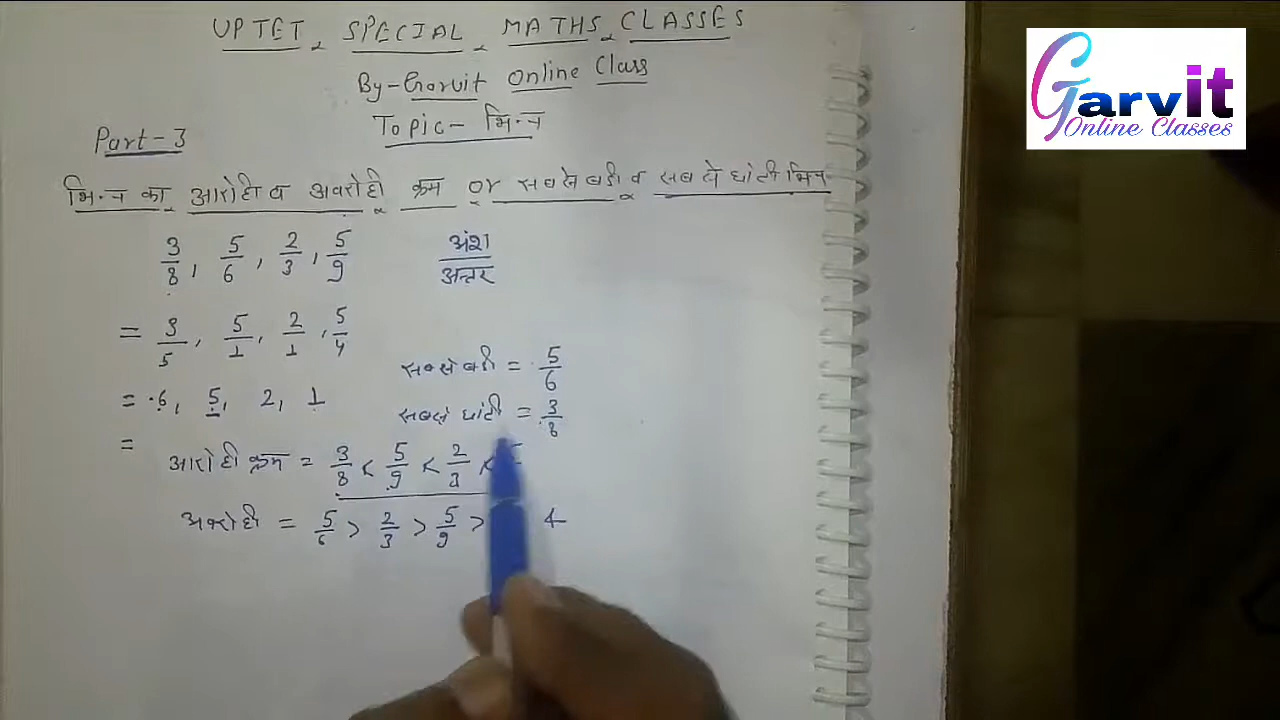 UPTET SPECIAL MATHS CLASSES
By-Garvit Online Class
Topic- भिन्न
Part-3
भिन्न का आरोही व अवरोही क्रम or सबसे बड़ी व सबसे छोटी भिन्न
3/8, 5/6, 2/3, 5/9
अंश/अन्तर
= 3/5, 5/1, 2/1, 5/4
= .6, 5, 2, 1
सबसे बड़ी = 5/6
सबसे छोटी = 3/8
=
आरोही क्रम = 3/8 < 5/9 < 2/3 <
अवरोही = 5/6 > 2/3 > 5/9 >
Garvit
Online Classes